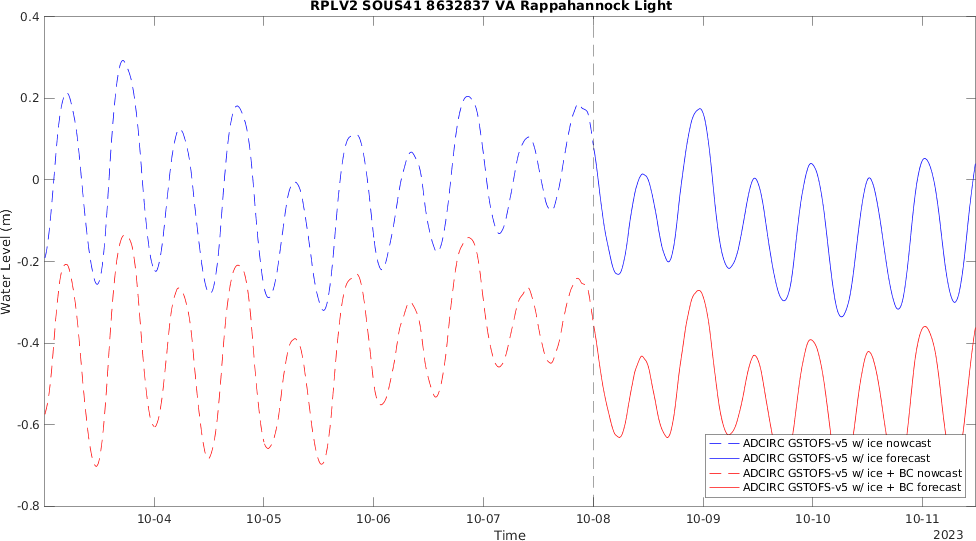 RPLV2 SOUS41 8632837 VA Rappahannock Light
0.4
0.2
0
-0.2
-0.4
-0.6
-0.8
Water Level (m)
ADCIRC GSTOFS-v5 w/ ice nowcast
ADCIRC GSTOFS-v5 w/ ice forecast
ADCIRC GSTOFS-v5 w/ ice + BC nowcast
ADCIRC GSTOFS-v5 w/ ice + BC forecast
10-04 10-05 10-06 10-07 10-08 10-09 10-10 10-11
Time
2023